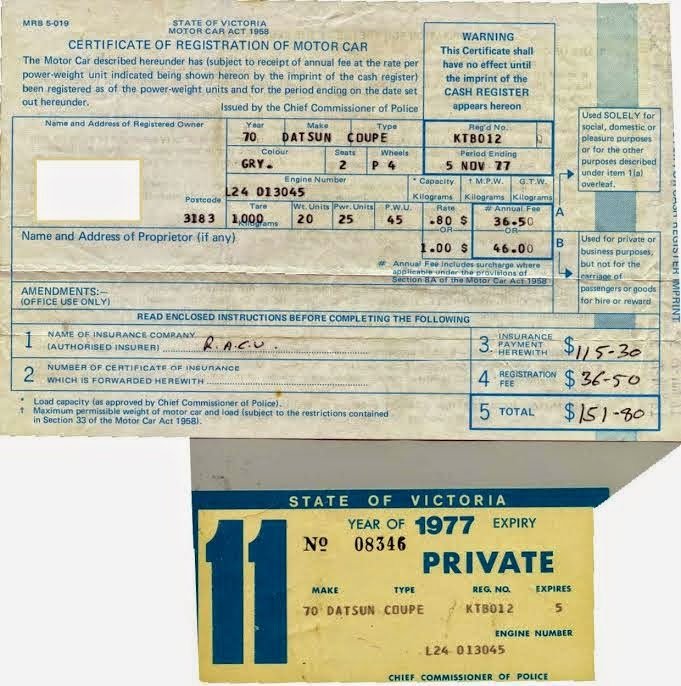 MRB 5-019
STATE OF VICTORIA
MOTOR CAR ACT 1958
CERTIFICATE OF REGISTRATION OF MOTOR CAR
The Motor Car described hereunder has (subject to receipt of annual fee at the rate per
power-weight unit indicated being shown hereon by the imprint of the cash register)
been registered as of the power-weight units and for the period ending on the date set
out hereunder.
Issued by the Chief Commissioner of Police
WARNING
This Certificate shall
have no effect until
the imprint of the
CASH REGISTER
appears hereon
Name and Address of Registered Owner
Year Make Type
70 DATSUN COUPE
Reg'd No.
KTB012
Colour Seats Wheels
GRY. 2 P 4
Period Ending
5 NOV 77
Engine Number
L24 013045
* Capacity † M.P.W. G.T.W.
Kilograms Kilograms Kilograms
Postcode
3183
Tare Wt. Units Pwr. Units P.W.U. Rate # Annual Fee
1,000 20 25 45 .80 $ 36.50 A
Kilograms
OR OR
1.00 $ 46.00 B
Name and Address of Proprietor (if any)
# Annual Fee includes surcharge where
applicable under the provisions of
Section 8A of the Motor Car Act 1958
Used SOLELY for
social, domestic or
pleasure purposes
or for the other
purposes described
under item 1(a)
overleaf.
Used for private or
business purposes,
but not for the
carriage of
passengers or goods
for hire or reward
REGISTER IMPRINT
AMENDMENTS:—
(OFFICE USE ONLY)
READ ENCLOSED INSTRUCTIONS BEFORE COMPLETING THE FOLLOWING
1 NAME OF INSURANCE COMPANY
(AUTHORISED INSURER) R.A.C.V.
2 NUMBER OF CERTIFICATE OF INSURANCE
WHICH IS FORWARDED HEREWITH
3. INSURANCE PAYMENT HEREWITH $115-30
4 REGISTRATION FEE $36-50
5 TOTAL $151-80
* Load capacity (as approved by Chief Commissioner of Police).
† Maximum permissible weight of motor car and load (subject to the restrictions contained
in Section 33 of the Motor Car Act 1958).
STATE OF VICTORIA
11
YEAR OF 1977 EXPIRY
No 08346
PRIVATE
MAKE TYPE REG. NO. EXPIRES
70 DATSUN COUPE KTB012 5
ENGINE NUMBER
L24 013045
CHIEF COMMISSIONER OF POLICE